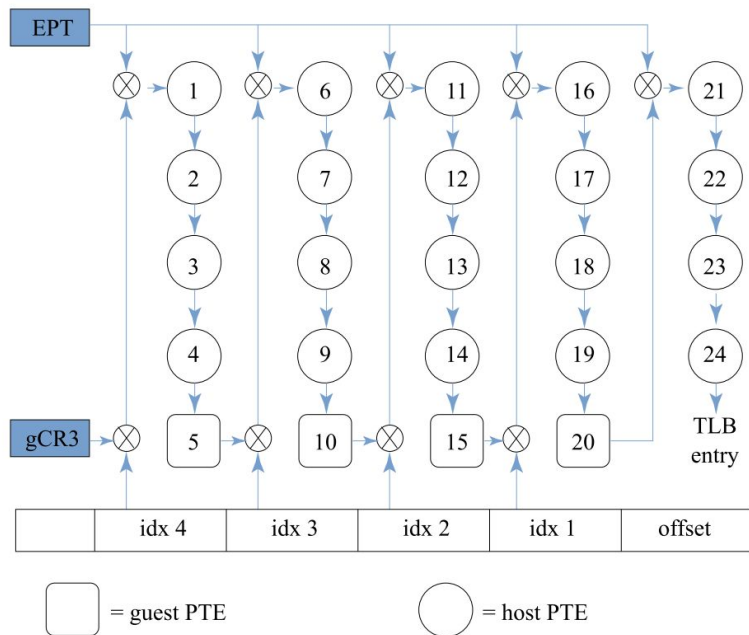 EPT
1 6 11 16 21
2 7 12 17 22
3 8 13 18 23
4 9 14 19 24
gCR3 5 10 15 20 TLB
entry
idx 4 idx 3 idx 2 idx 1 offset
= guest PTE = host PTE